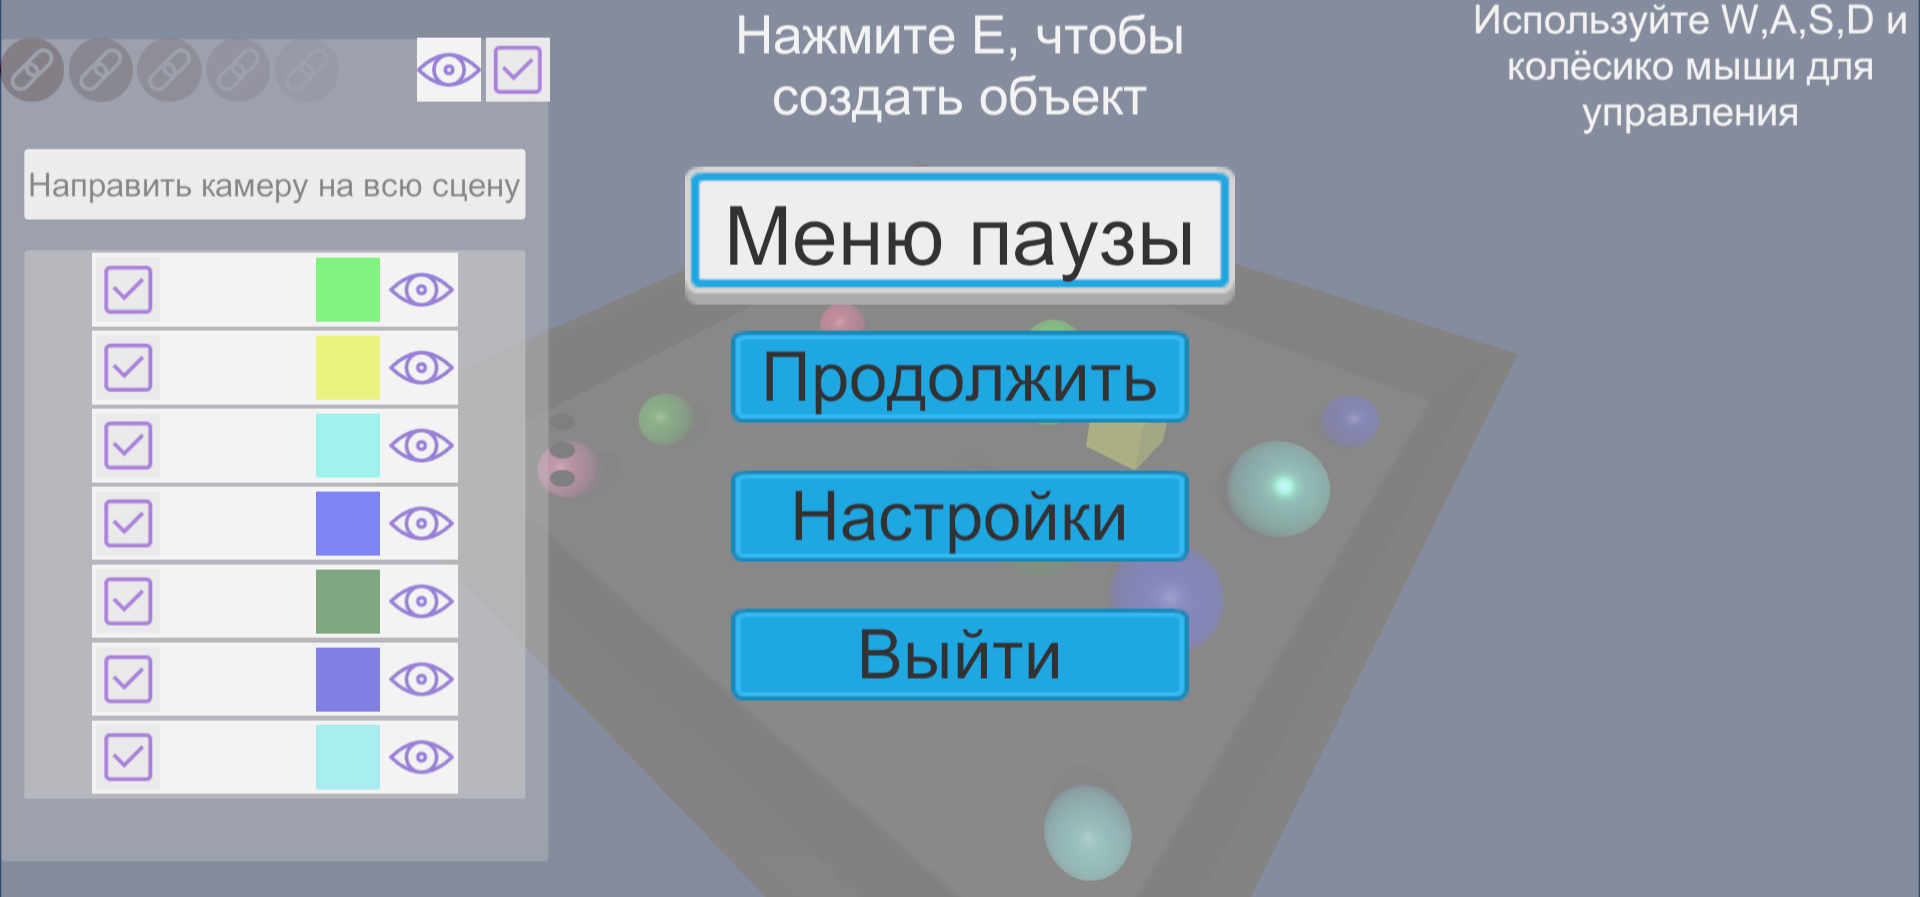 Нажмите E, чтобы
создать объект
Используйте W,A,S,D и
колёсико мыши для
управления
Направить камеру на всю сцену
Меню паузы
Продолжить
Настройки
Выйти